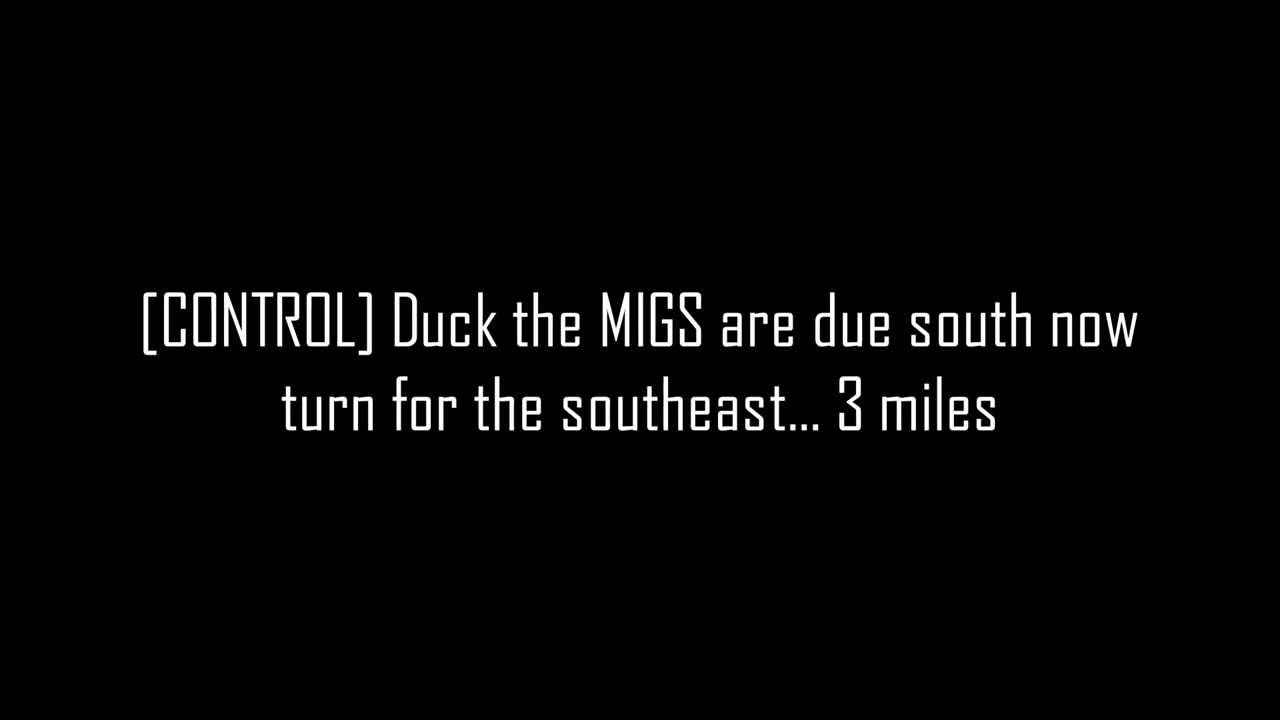 [CONTROL] Duck the MIGS are due south now
turn for the southeast... 3 miles